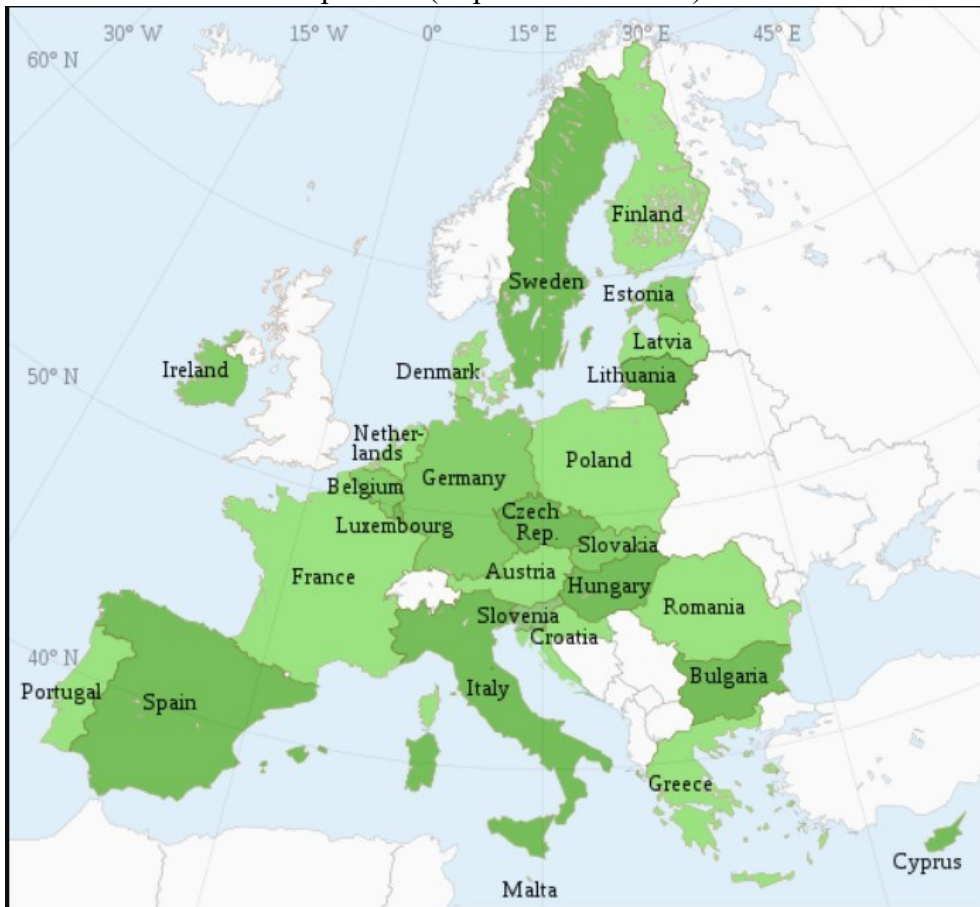 30° W
15° W
0°
15° E
30° E
45° E
60° N
Finland
Sweden
Estonia
Latvia
Ireland
50° N
Denmark
Lithuania
Nether-
lands
Poland
Belgium
Germany
Luxembourg
Czech
Rep.
Slovakia
France
Austria
Hungary
Slovenia
Romania
Croatia
40° N
Portugal
Spain
Italy
Bulgaria
Greece
Cyprus
Malta